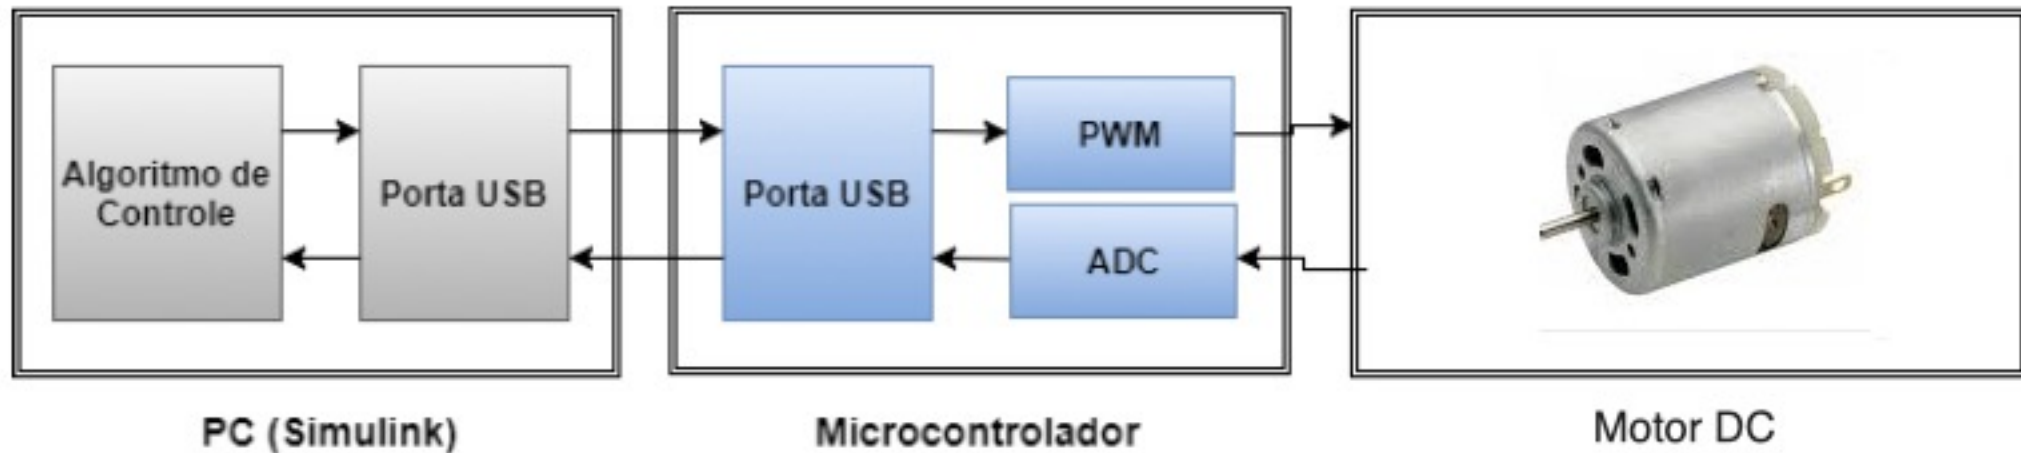 Algoritmo de
Controle
Porta USB
Porta USB
PWM
ADC
PC (Simulink)
Microcontrolador
Motor DC